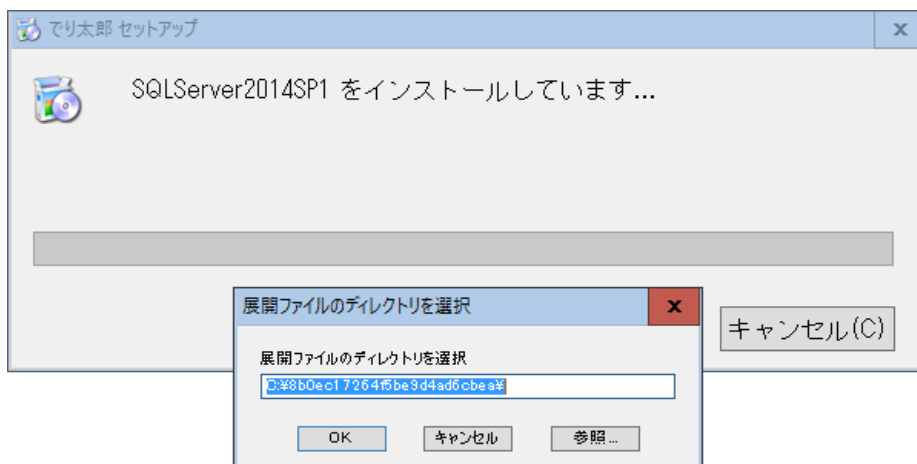 でり太郎 セットアップ
SQLServer2014SP1 をインストールしています...
展開ファイルのディレクトリを選択
キャンセル(C)
展開ファイルのディレクトリを選択
C:¥8b0ec17264f5be9d4ad6cbea¥
OK キャンセル 参照...